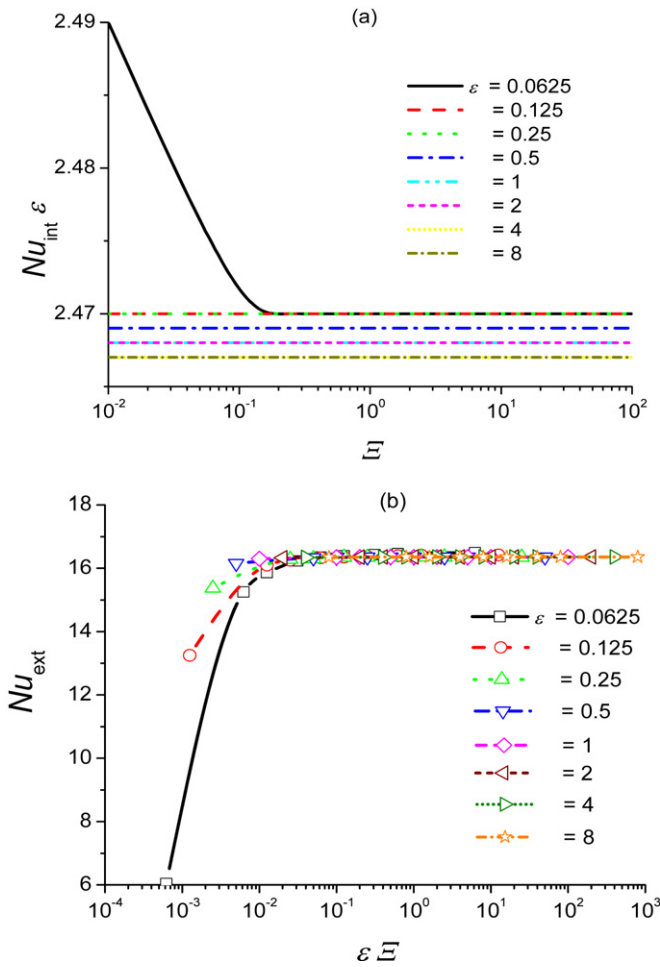 (a)
2.49
2.48
2.47
Nu_int ε
ε = 0.0625
= 0.125
= 0.25
= 0.5
= 1
= 2
= 4
= 8
10^-2 10^-1 10^0 10^1 10^2
Ξ
(b)
18
16
14
12
10
8
6
Nu_ext
ε = 0.0625
= 0.125
= 0.25
= 0.5
= 1
= 2
= 4
= 8
10^-4 10^-3 10^-2 10^-1 10^0 10^1 10^2 10^3
ε Ξ